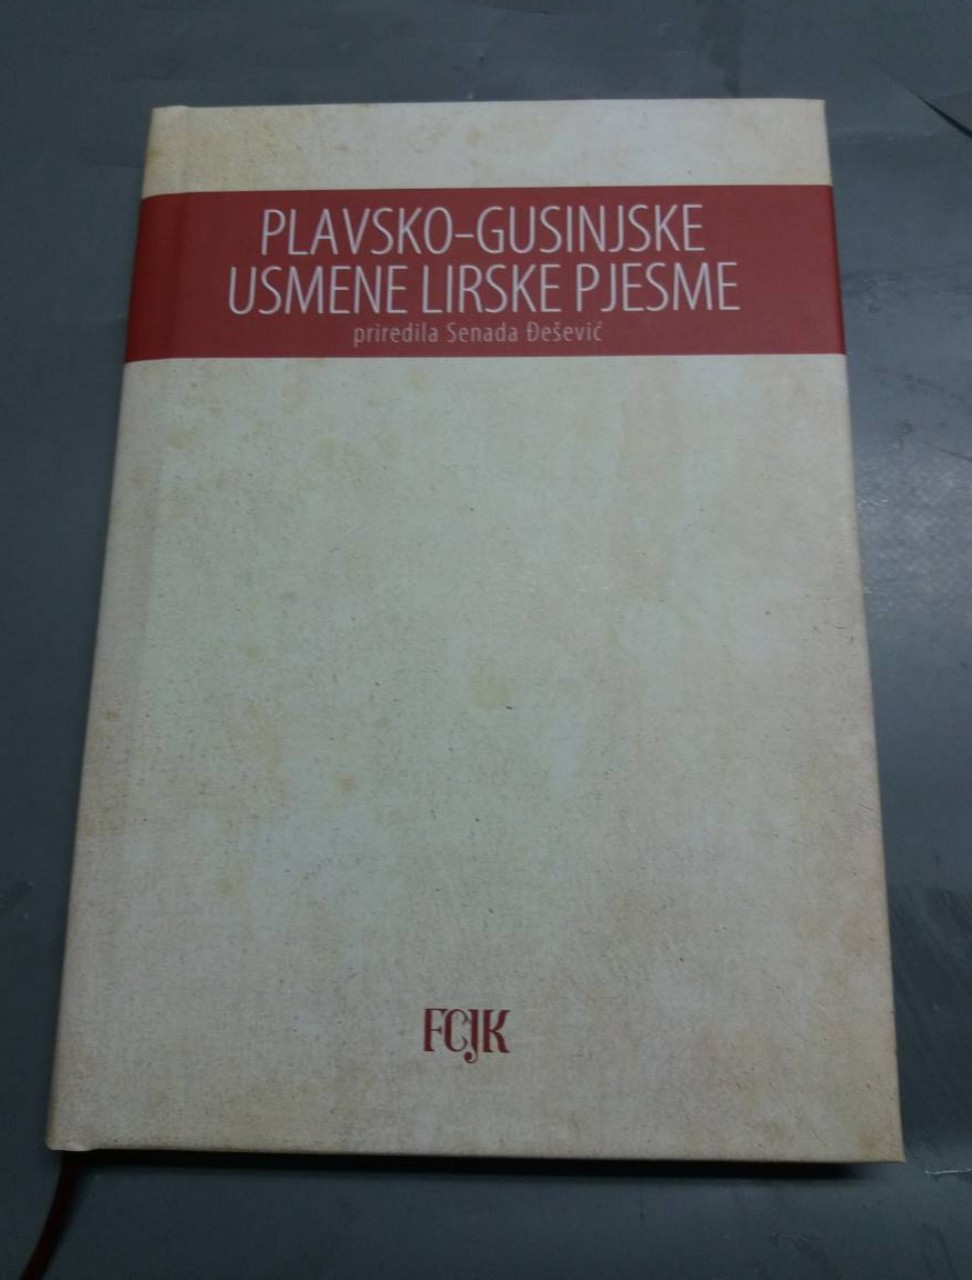 PLAVSKO-GUSINJSKE
USMENE LIRSKE PJESME
priredila Senada Đešević
FCJK